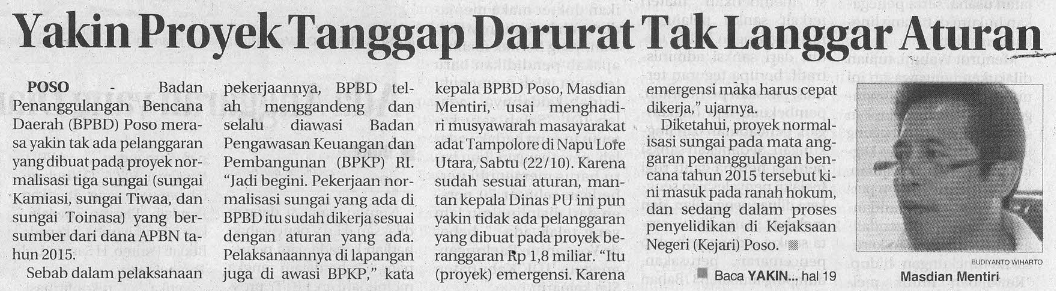 Yakin Proyek Tanggap Darurat Tak Langgar Aturan
POSO Badan
Penanggulangan Bencana
Daerah (BPBD) Poso mera-
sa yakin tak ada pelanggaran
yang dibuat pada proyek nor-
malisasi tiga sungai (sungai
Kamiasi, sungai Tiwaa, dan
sungai Toinasa) yang ber-
sumber dari dana APBN ta-
hun 2015.
Sebab dalam pelaksanaan
pekerjaannya, BPBD tel-
ah menggandeng dan
selalu diawasi Badan
Pengawasan Keuangan dan
Pembangunan (BPKP) RI.
"Jadi begini. Pekerjaan nor-
malisasi sungai yang ada di
BPBD itu sudah dikerja sesuai
dengan aturan yang ada.
Pelaksanaannya di lapangan
juga di awasi BPKP," kata
kepala BPBD Poso, Masdian
Mentiri, usai menghad-
iri musyawarah masayarakat
adat Tampolore di Napu Lore
Utara, Sabtu (22/10). Karena
sudah sesuai aturan, man-
tan kepala Dinas PU ini pun
yakin tidak ada pelanggaran
yang dibuat pada proyek be-
ranggaran Rp 1,8 miliar. "Itu
(proyek) emergensi. Karena
emergensi maka harus cepat
dikerja," ujarnya.
Diketahui, proyek normal-
isasi sungai pada mata ang-
garan penanggulangan ben-
cana tahun 2015 tersebut ki-
ni masuk pada ranah hokum,
dan sedang dalam proses
penyelidikan di Kejaksaan
Negeri (Kejari) Poso.
Baca YAKIN... hal 19
BUDIYANTO WIHARTO
Masdian Mentiri